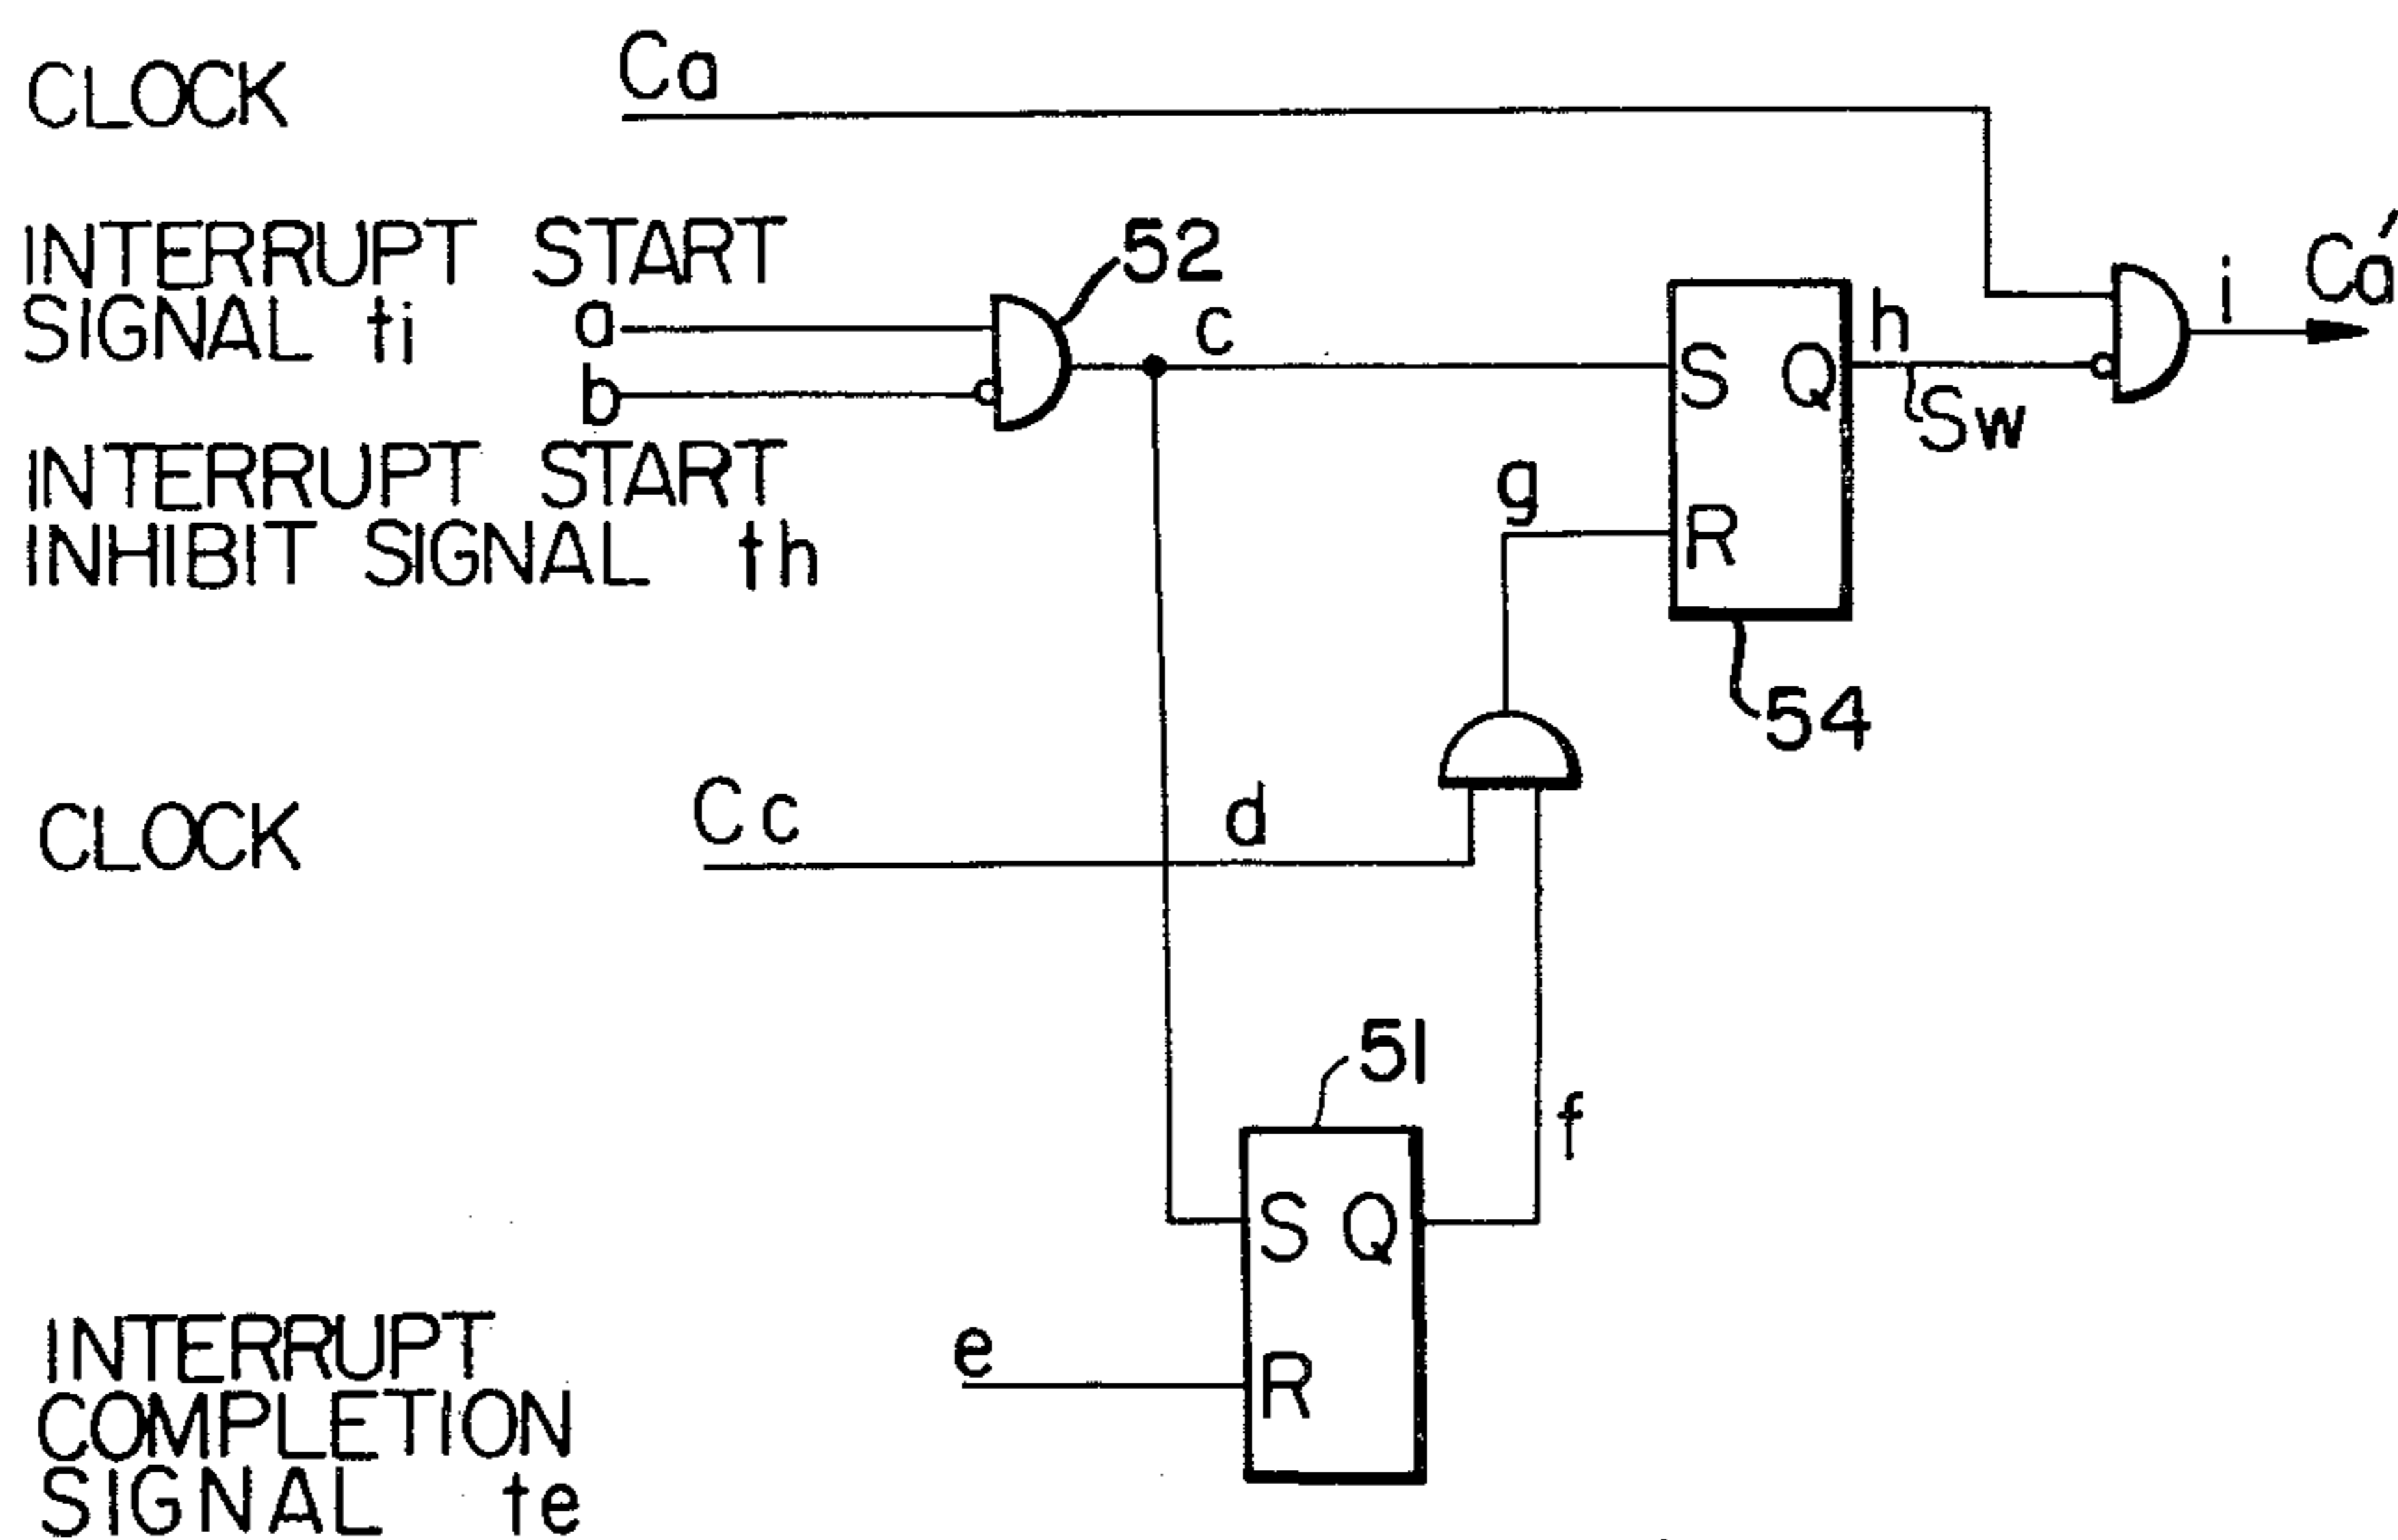 CLOCK Ca
INTERRUPT START
SIGNAL ti a
b
INTERRUPT START
INHIBIT SIGNAL th
52
c
S Q
R
h
Sw
i
Ca'
g
54
CLOCK Cc
d
51
f
S Q
R
e
INTERRUPT
COMPLETION
SIGNAL te